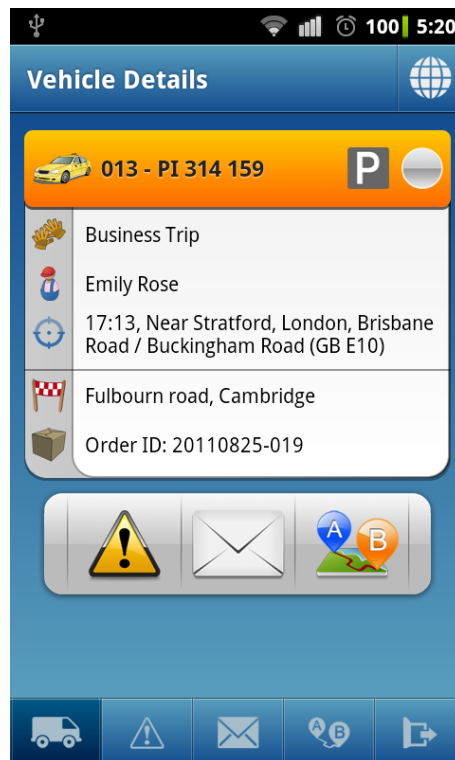 100 5:20
Vehicle Details
013 - PI 314 159
P
Business Trip
Emily Rose
17:13, Near Stratford, London, Brisbane
Road / Buckingham Road (GB E10)
Fulbourn road, Cambridge
Order ID: 20110825-019
A
B
A B